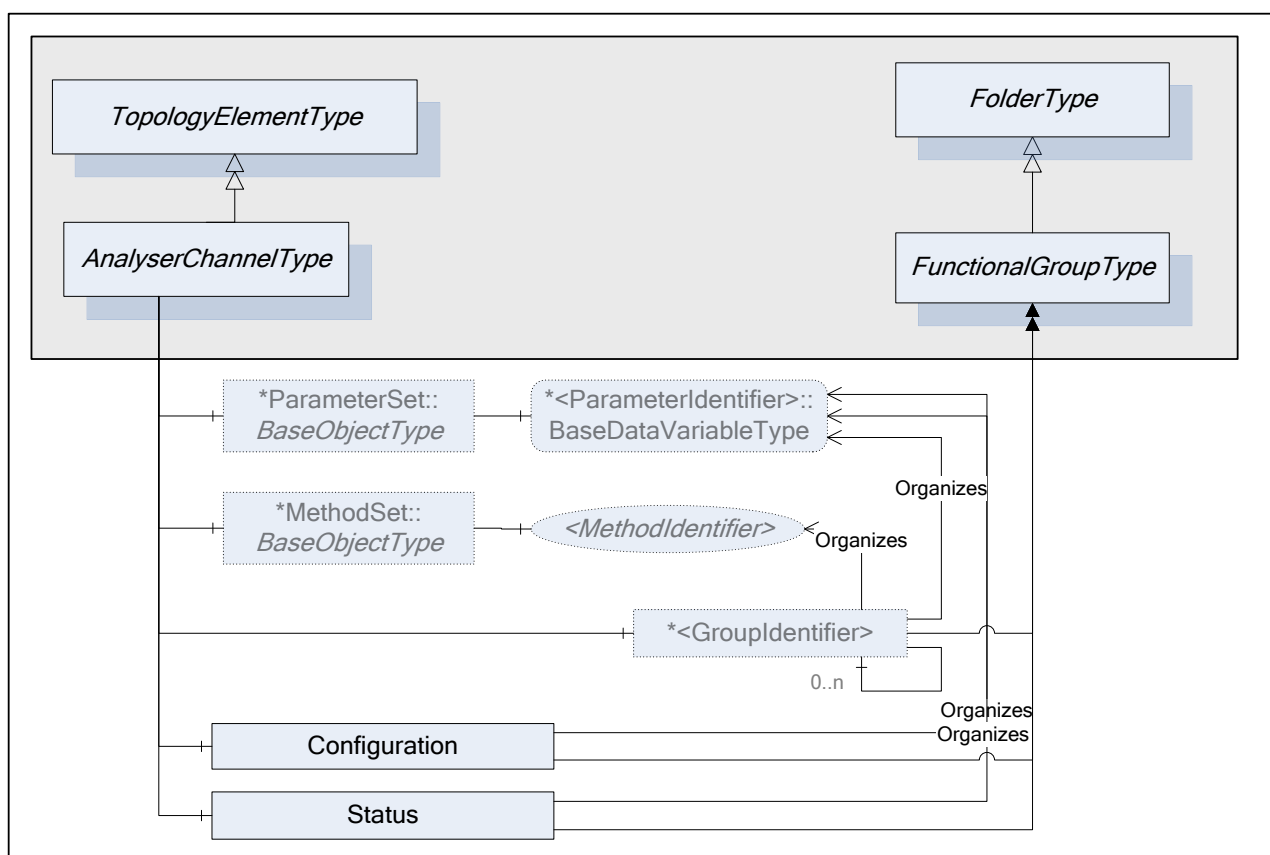 TopologyElementType
FolderType
AnalyserChannelType
FunctionalGroupType
*ParameterSet::
BaseObjectType
*<ParameterIdentifier>::
BaseDataVariableType
Organizes
*MethodSet::
BaseObjectType
<MethodIdentifier>
Organizes
*<GroupIdentifier>
0..n
Organizes
Organizes
Configuration
Status